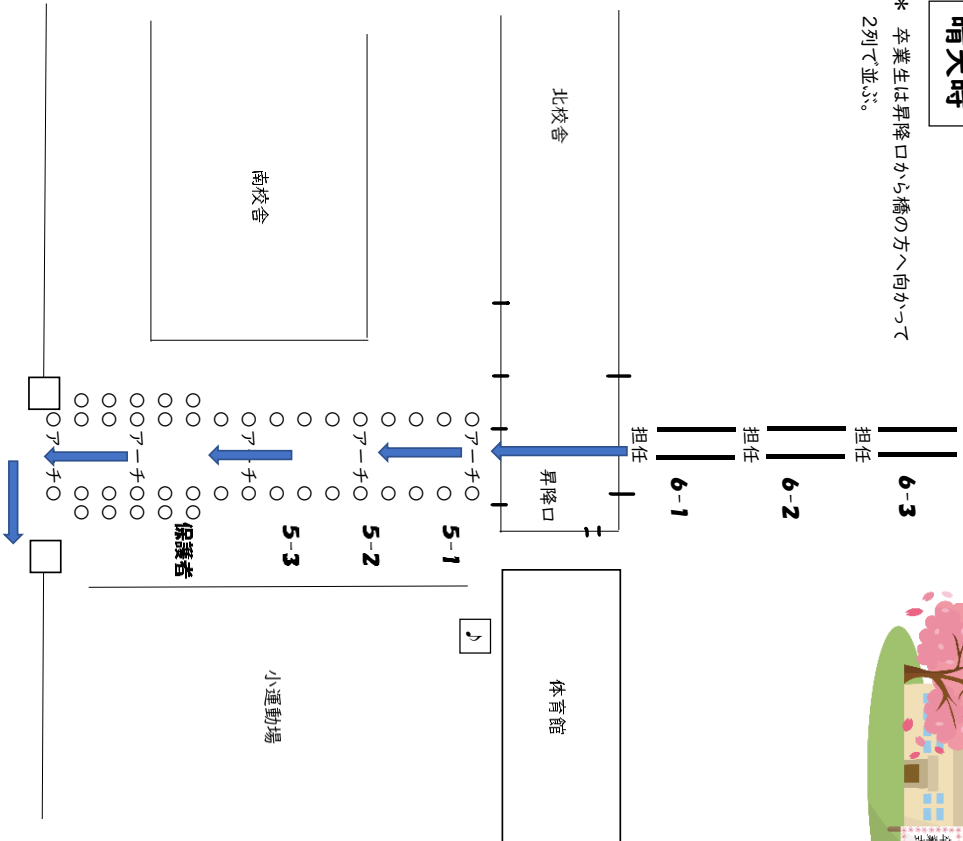 晴天時
* 卒業生は昇降口から橋の方へ向かって
2列で並ぶ。
6-3
担任
6-2
担任
6-1
担任
北校舎
昇降口
体育館
♪
南校舎
小運動場
アーチ
5-1
アーチ
5-2
アーチ
5-3
アーチ
保護者
アーチ